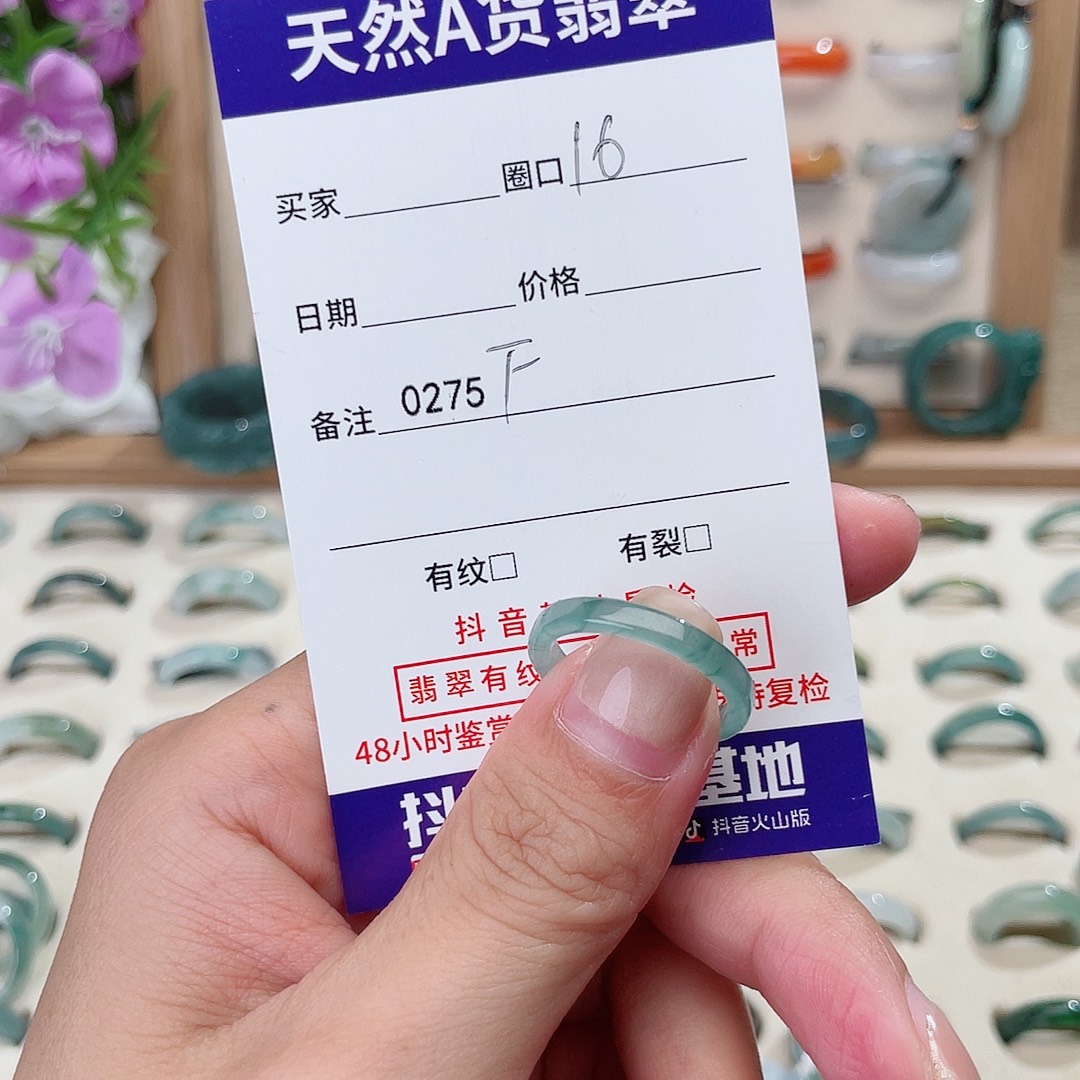 天然A货翡翠
买家 圈口 16
日期 价格
备注 0275 F
有纹□ 有裂□
抖音
翡翠有纹 常
48小时鉴赏 持复检
抖 基地
抖音火山版